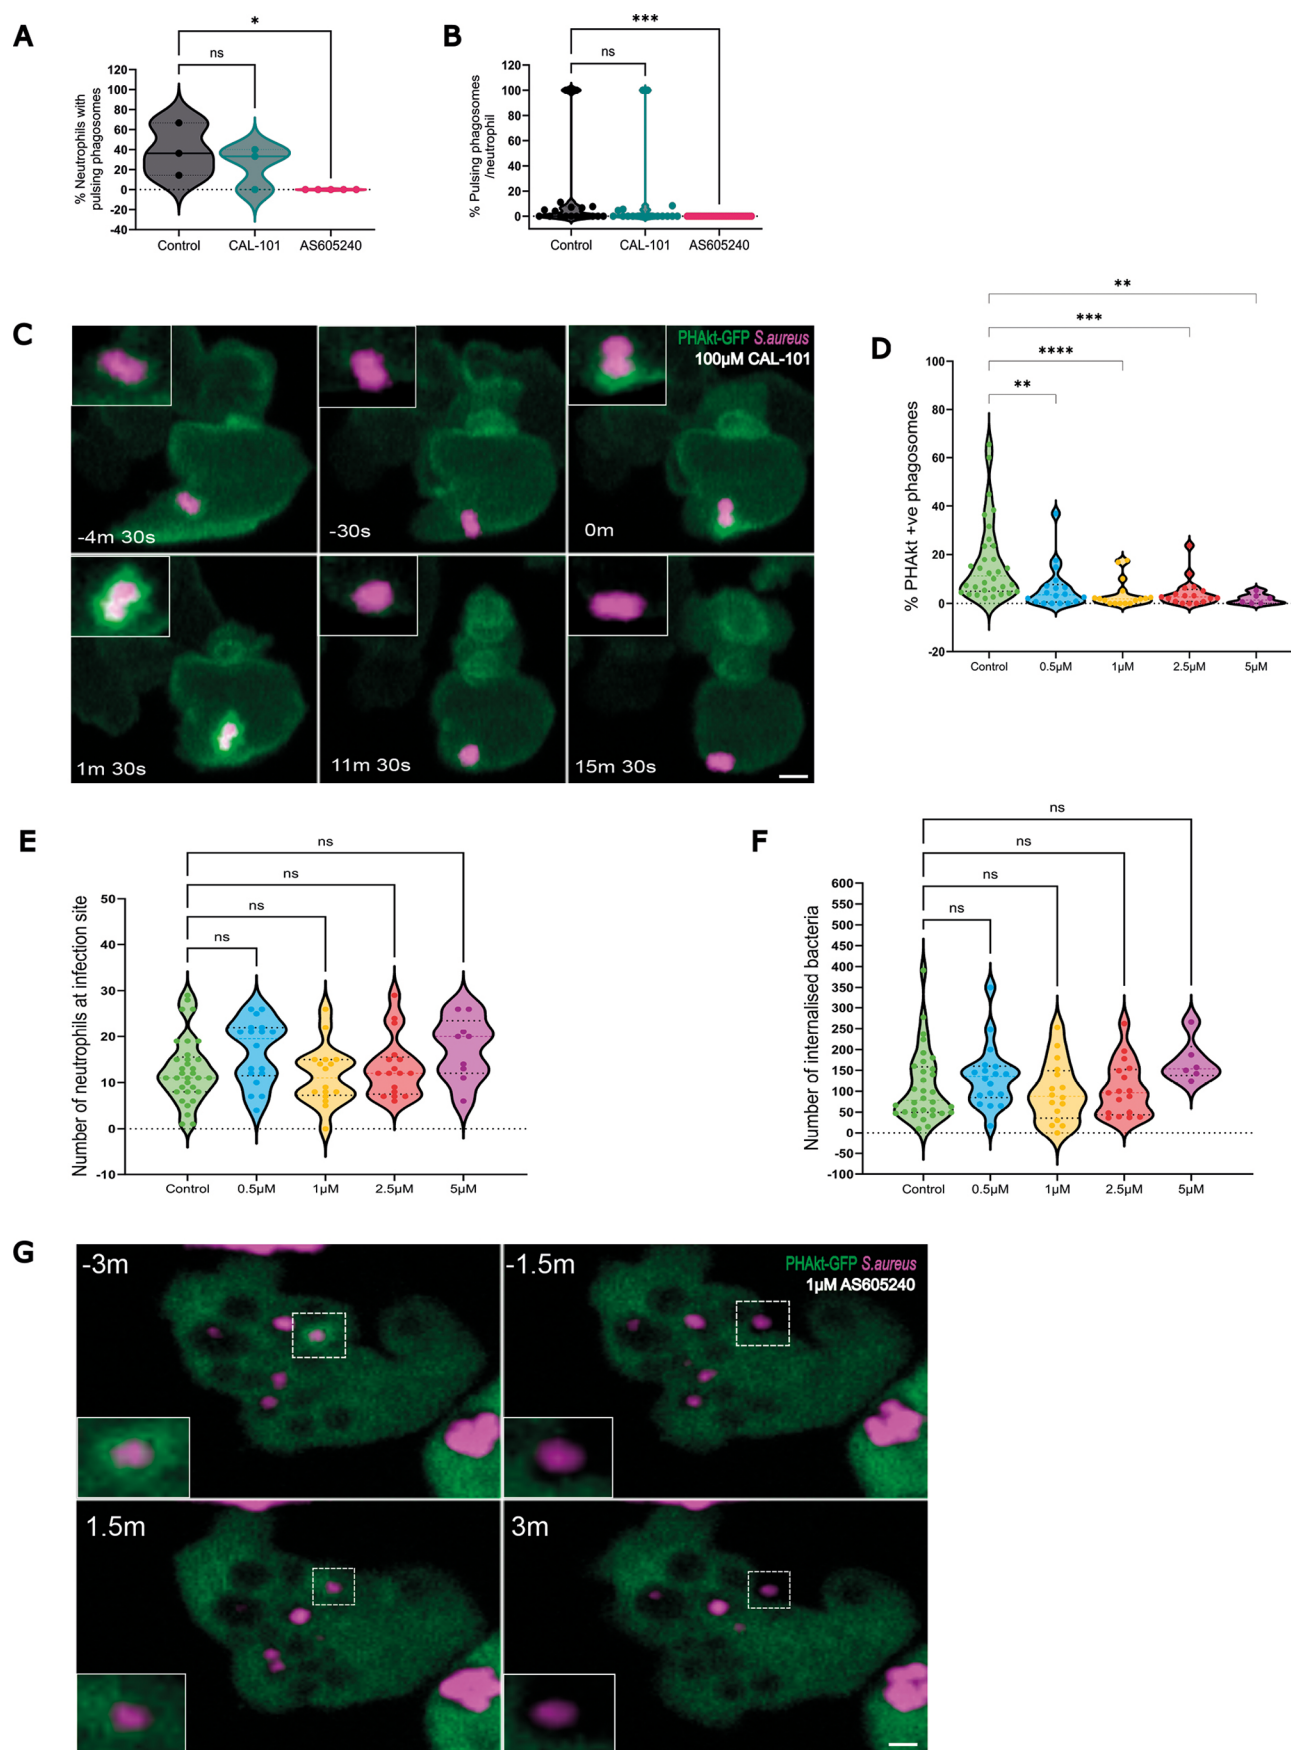 A
*
ns
% Neutrophils with
pulsing phagosomes
120
100
80
60
40
20
0
-20
-40
Control
CAL-101
AS605240
B
***
ns
% Pulsing phagosomes
/neutrophil
120
100
80
60
40
20
0
Control
CAL-101
AS605240
C
PHAkt-GFP S.aureus
100µM CAL-101
-4m 30s
-30s
0m
1m 30s
11m 30s
15m 30s
D
**
***
****
**
% PHAkt +ve phagosomes
100
80
60
40
20
0
-20
Control
0.5µM
1µM
2.5µM
5µM
E
ns
ns
ns
ns
Number of neutrophils at infection site
50
40
30
20
10
0
-10
Control
0.5µM
1µM
2.5µM
5µM
F
ns
ns
ns
ns
Number of internalised bacteria
600
550
500
450
400
350
300
250
200
150
100
50
0
-50
-100
Control
0.5µM
1µM
2.5µM
5µM
G
-3m
-1.5m
PHAkt-GFP S.aureus
1µM AS605240
1.5m
3m